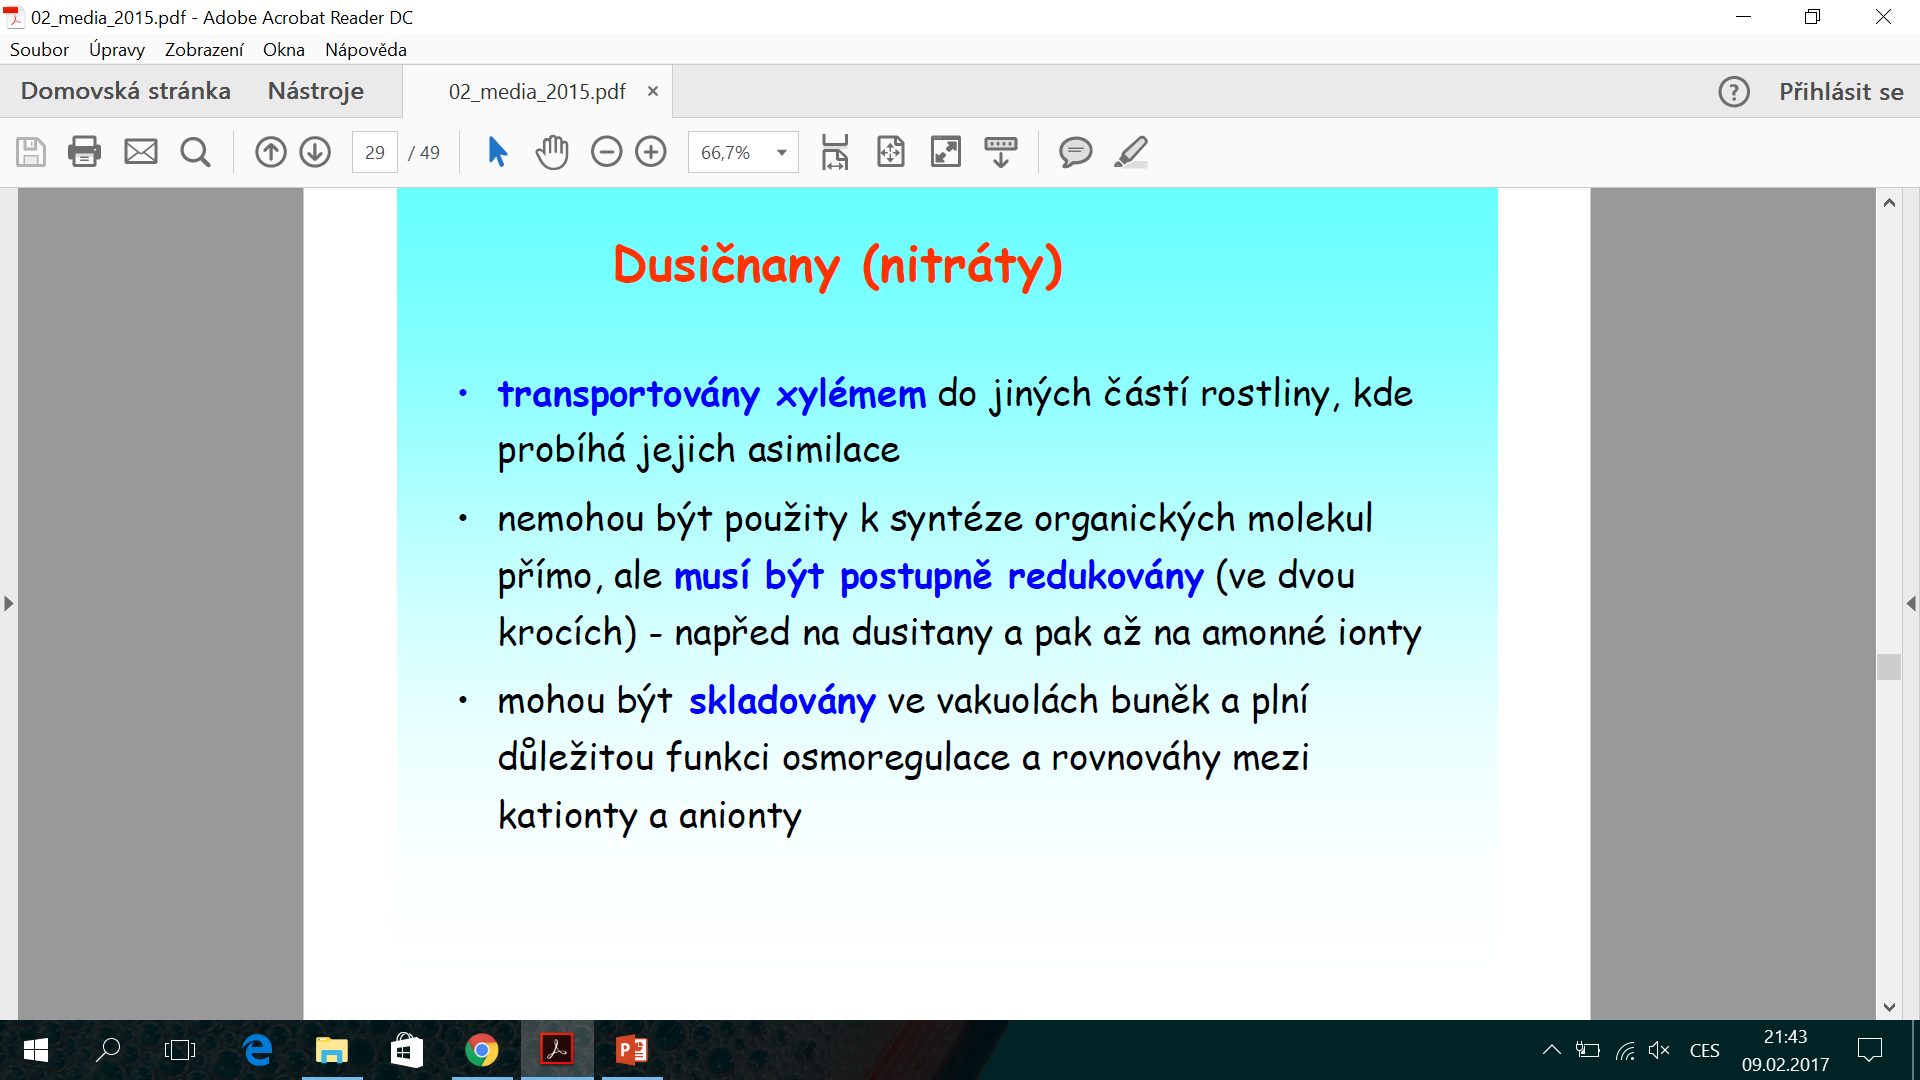 02_media_2015.pdf - Adobe Acrobat Reader DC
Soubor Úpravy Zobrazení Okna Nápověda
Domovská stránka Nástroje 02_media_2015.pdf × ? Přihlásit se
29 / 49 66,7%
Dusičnany (nitráty)
• transportovány xylémem do jiných částí rostliny, kde
probíhá jejich asimilace
• nemohou být použity k syntéze organických molekul
přímo, ale musí být postupně redukovány (ve dvou
krocích) - napřed na dusitany a pak až na amonné ionty
• mohou být skladovány ve vakuolách buněk a plní
důležitou funkci osmoregulace a rovnováhy mezi
kationty a anionty
CES
21:43
09.02.2017